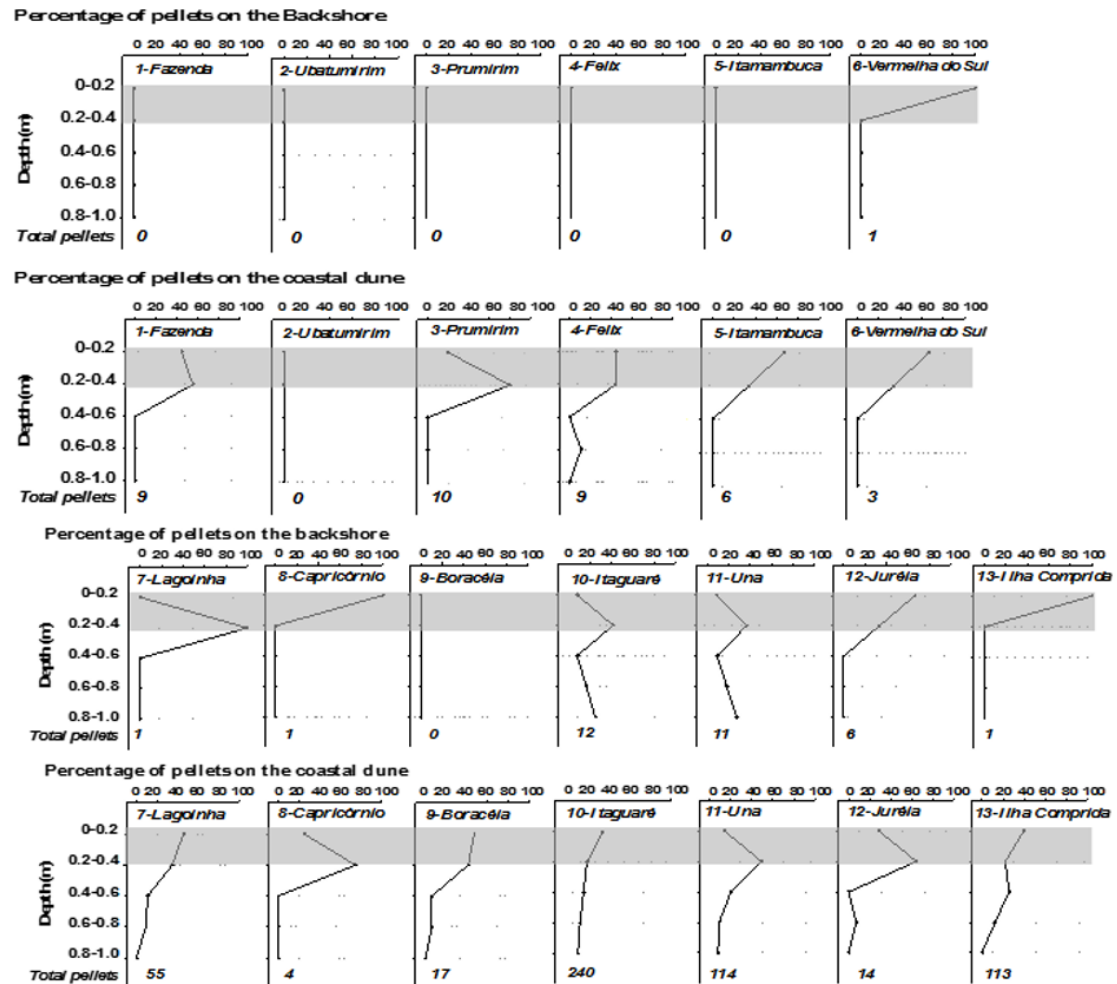 Percentage of pellets on the Backshore
0 20 40 60 80 100 0 20 40 60 80 100 0 20 40 60 80 100 0 20 40 60 80 100 0 20 40 60 80 100 0 20 40 60 80 100
1-Fazenda 2-Ubatumirim 3-Prumirim 4-Felix 5-Itamambuca 6-Vermelha do Sul
Depth(m)
0-0.2
0.2-0.4
0.4-0.6
0.6-0.8
0.8-1.0
Total pellets 0 0 0 0 0 1
Percentage of pellets on the coastal dune
0 20 40 60 80 100 0 20 40 60 80 100 0 20 40 60 80 100 0 20 40 60 80 100 0 20 40 60 80 100 0 20 40 60 80 100
1-Fazenda 2-Ubatumirim 3-Prumirim 4-Felix 5-Itamambuca 6-Vermelha do Sul
Depth(m)
0-0.2
0.2-0.4
0.4-0.6
0.6-0.8
0.8-1.0
Total pellets 9 0 10 9 6 3
Percentage of pellets on the backshore
0 20 40 60 80 100 0 20 40 60 80 100 0 20 40 60 80 100 0 20 40 60 80 100 0 20 40 60 80 100 0 20 40 60 80 100 0 20 40 60 80 100
7-Lagoinha 8-Capricôrnio 9-Boracéia 10-Itaguaré 11-Una 12-Juréia 13-Ilha Comprida
Depth(m)
0-0.2
0.2-0.4
0.4-0.6
0.6-0.8
0.8-1.0
Total pellets 1 1 0 12 11 6 1
Percentage of pellets on the coastal dune
0 20 40 60 80 100 0 20 40 60 80 100 0 20 40 60 80 100 0 20 40 60 80 100 0 20 40 60 80 100 0 20 40 60 80 100 0 20 40 60 80 100
7-Lagoinha 8-Capricôrnio 9-Boracéia 10-Itaguaré 11-Una 12-Juréia 13-Ilha Comprida
Depth(m)
0-0.2
0.2-0.4
0.4-0.6
0.6-0.8
0.8-1.0
Total pellets 55 4 17 240 114 14 113